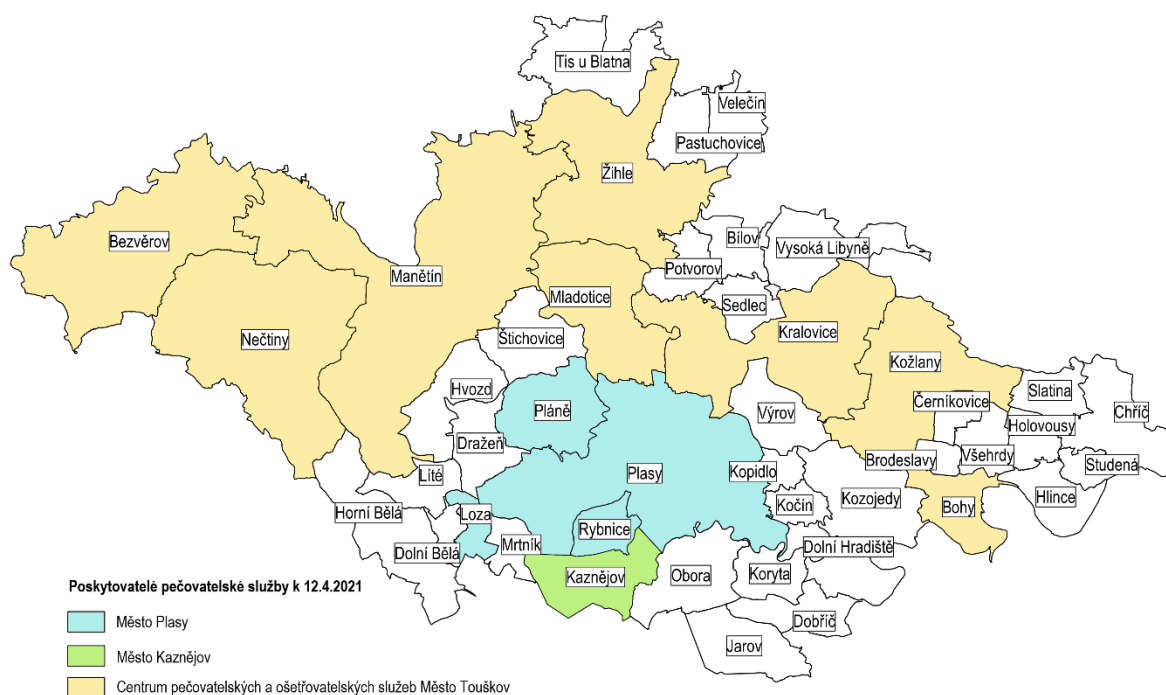 Tis u Blatna
Velečín
Pastuchovice
Žihle
Bezvěrov
Bílov
Vysoká Libyně
Potvorov
Manětín
Mladotice
Sedlec
Nečtiny
Štichovice
Kralovice
Kožlany
Hvozd
Slatina
Pláně
Výrov
Černíkovice
Chříč
Holovousy
Dražeň
Brodeslavy
Všehrdy
Studená
Líté
Plasy
Kopidlo
Kozojedy
Hlince
Horní Bělá
Loza
Kočín
Bohy
Rybnice
Mrtník
Dolní Bělá
Dolní Hradiště
Kaznějov
Obora
Koryta
Dobříč
Jarov
Poskytovatelé pečovatelské služby k 12.4.2021
Město Plasy
Město Kaznějov
Centrum pečovatelských a ošetřovatelských služeb Město Touškov